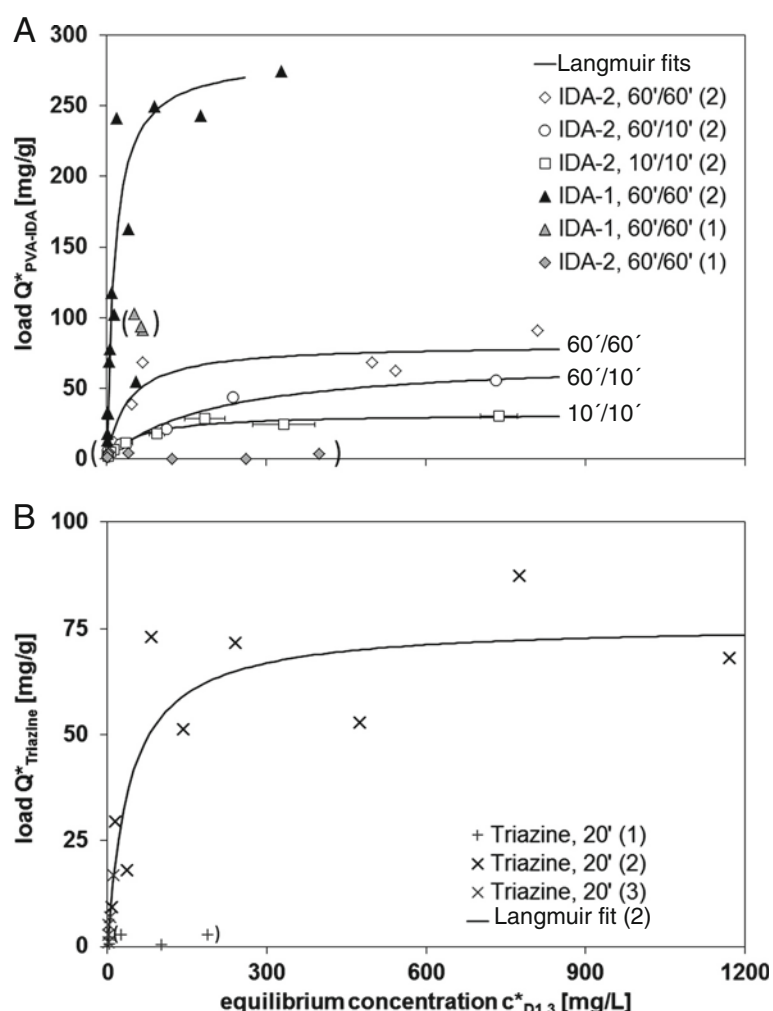 A
300
250
200
150
100
50
0
load Q*PVA-IDA [mg/g]
Langmuir fits
IDA-2, 60'/60' (2)
IDA-2, 60'/10' (2)
IDA-2, 10'/10' (2)
IDA-1, 60'/60' (2)
IDA-1, 60'/60' (1)
IDA-2, 60'/60' (1)
( )
60´/60´
60´/10´
10´/10´
( )
B
100
75
50
25
0
load Q*Triazine [mg/g]
Triazine, 20' (1)
Triazine, 20' (2)
Triazine, 20' (3)
Langmuir fit (2)
)
0 300 600 900 1200
equilibrium concentration c*D1.3 [mg/L]